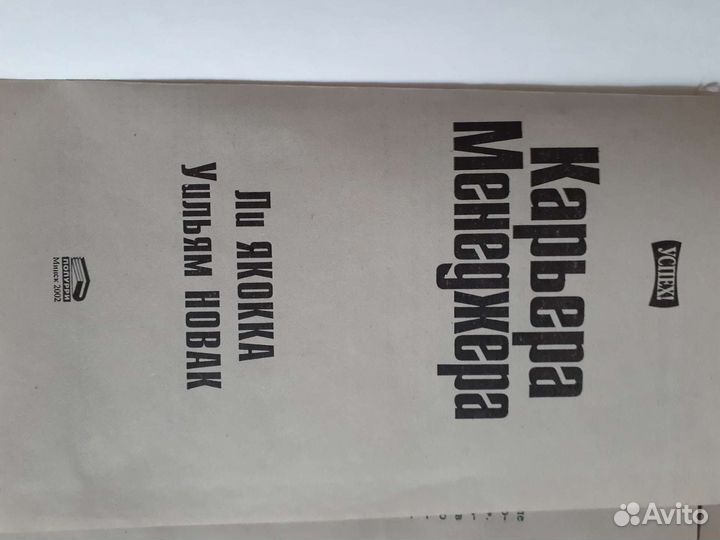 УСПЕХ!
Карьера
Менеджера
Ли ЯКОККА
Уильям НОВАК
ПОПУРРИ
Минск 2002
Avito